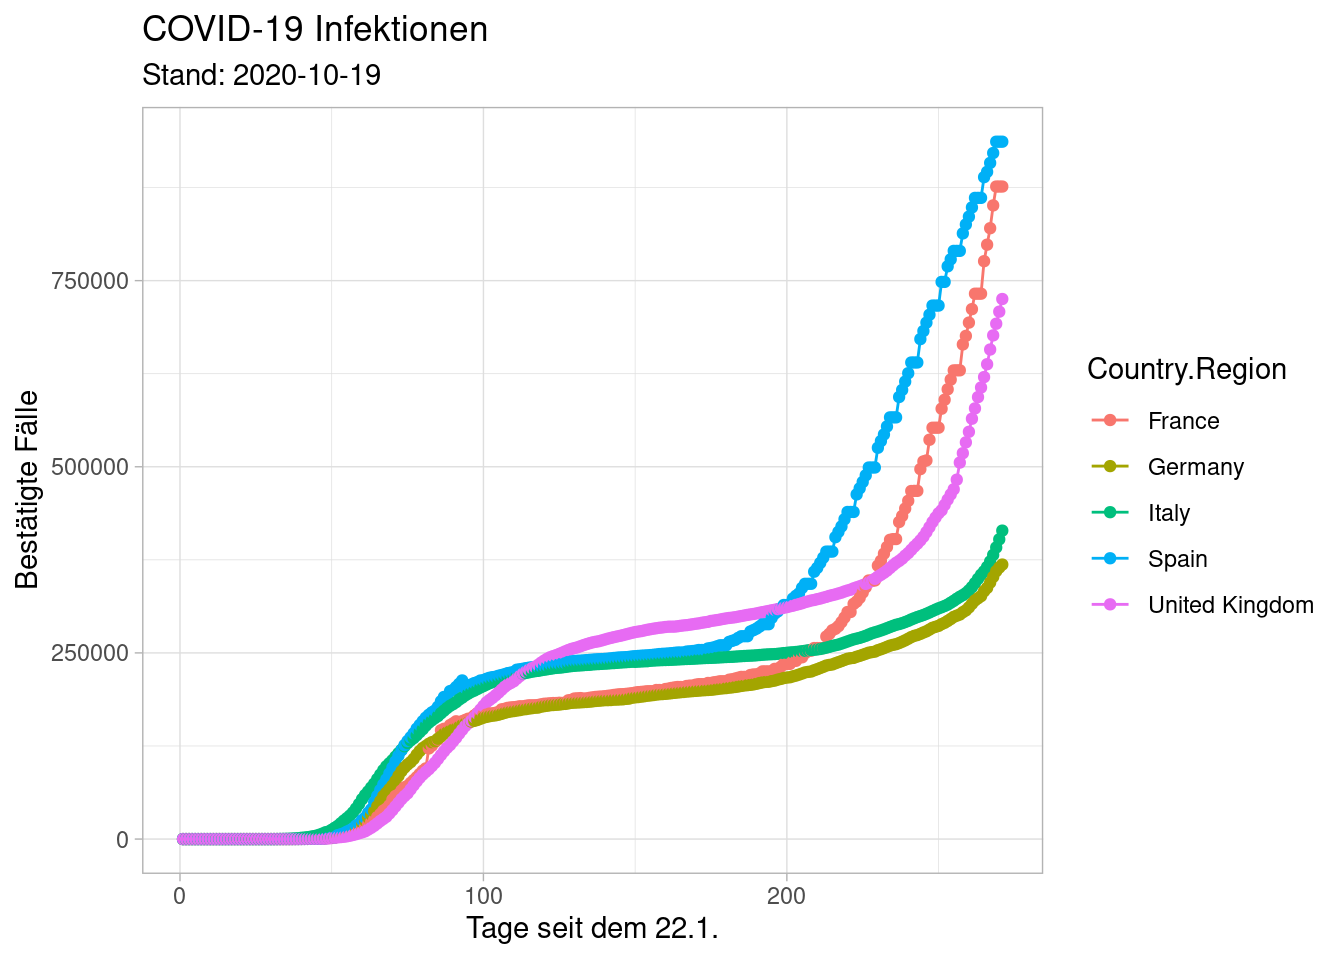 COVID-19 Infektionen
Stand: 2020-10-19
Bestätigte Fälle
750000
500000
250000
0
0
100
200
Tage seit dem 22.1.
Country.Region
France
Germany
Italy
Spain
United Kingdom